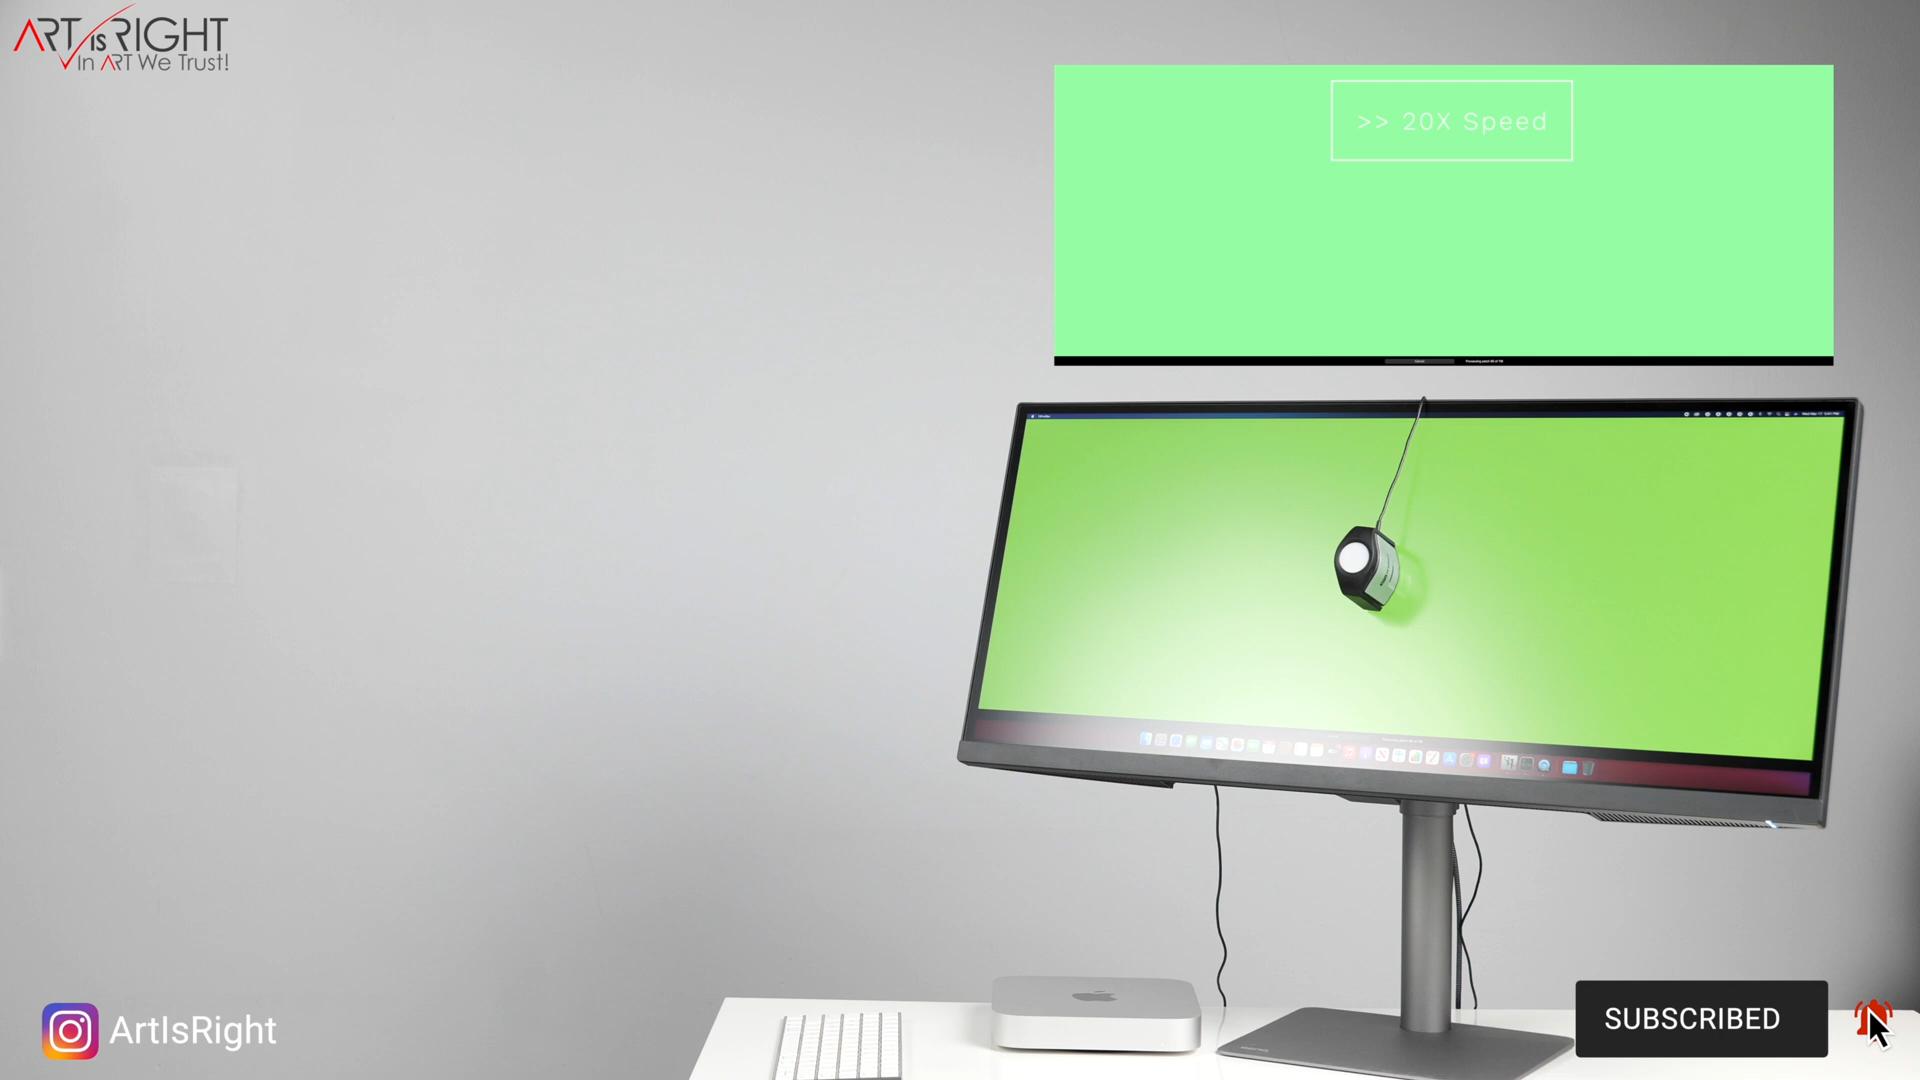 ART is RIGHT
In ART We Trust!
>> 20X Speed
ArtIsRight
SUBSCRIBED